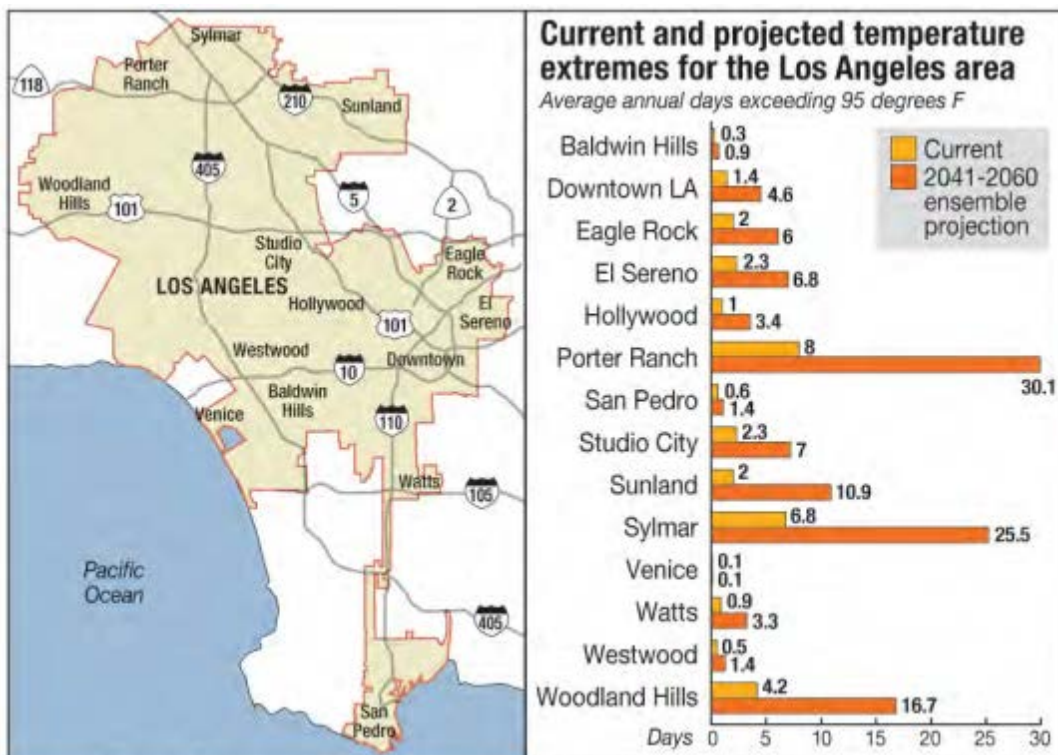 Sylmar
Porter
Ranch
118
210
Sunland
405
Woodland
Hills
101
5
2
Studio
City
Eagle
Rock
LOS ANGELES
Hollywood
El
Sereno
101
Westwood
10
Downtown
Baldwin
Hills
Venice
110
Watts
105
Pacific
Ocean
405
San
Pedro
Current and projected temperature
extremes for the Los Angeles area
Average annual days exceeding 95 degrees F
Current
2041-2060
ensemble
projection
Baldwin Hills 0.3
0.9
Downtown LA 1.4
4.6
Eagle Rock 2
6
El Sereno 2.3
6.8
Hollywood 1
3.4
Porter Ranch 8
30.1
San Pedro 0.6
1.4
Studio City 2.3
7
Sunland 2
10.9
Sylmar 6.8
25.5
Venice 0.1
0.1
Watts 0.9
3.3
Westwood 0.5
1.4
Woodland Hills 4.2
16.7
Days 0 5 10 15 20 25 30